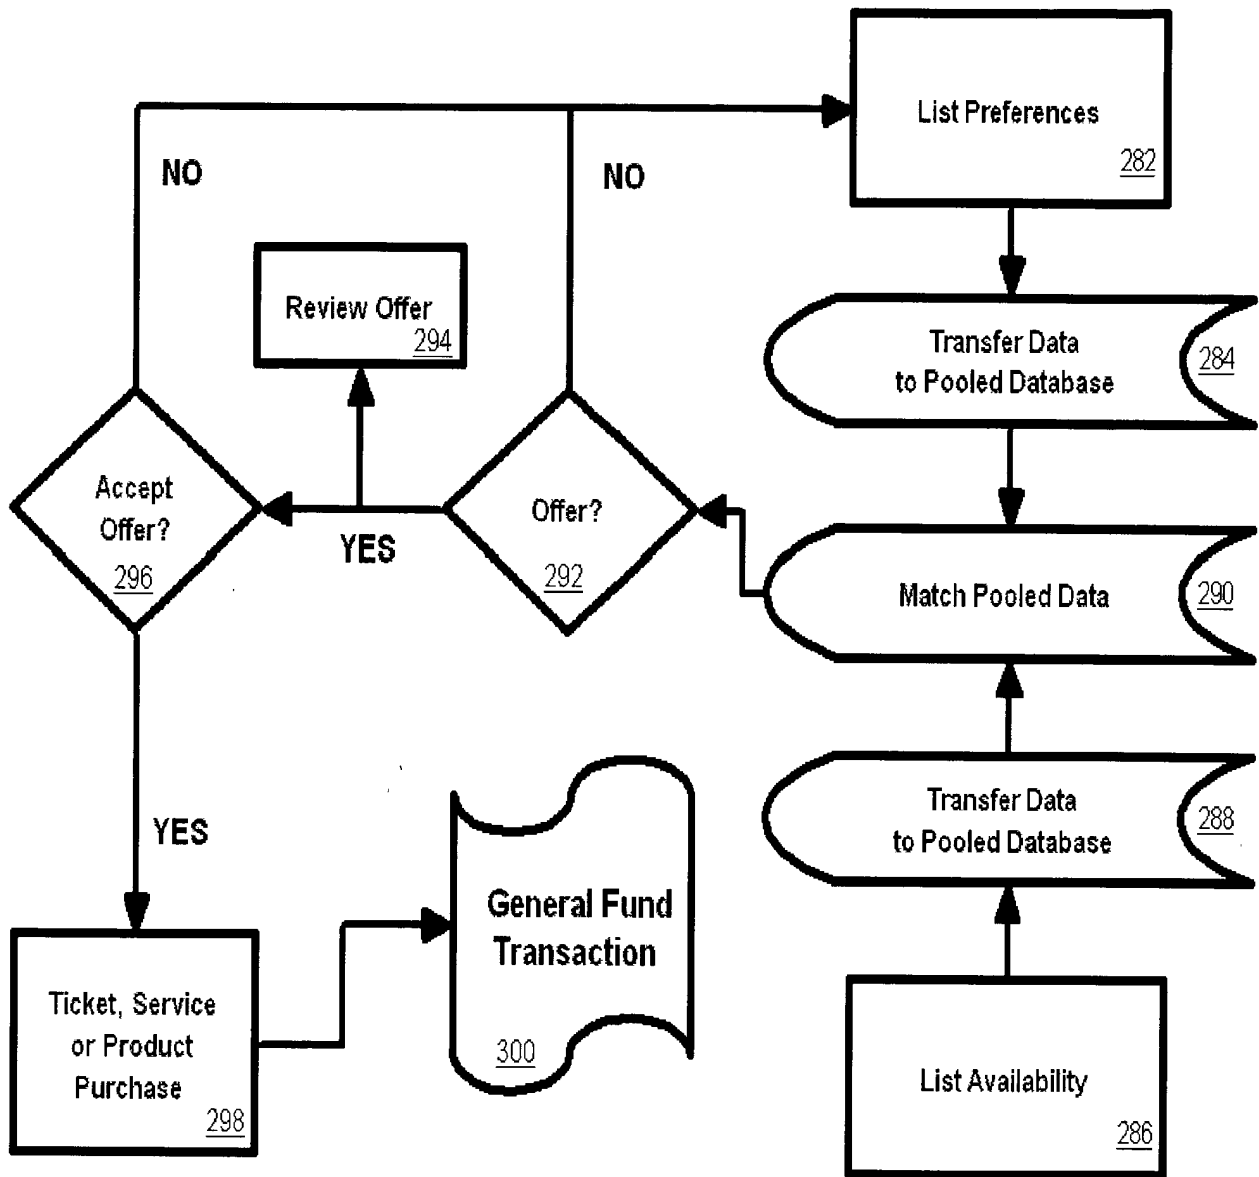 List Preferences
282
NO
NO
Review Offer
294
Transfer Data
to Pooled Database
284
Accept
Offer?
296
YES
Offer?
292
Match Pooled Data
290
Transfer Data
to Pooled Database
288
YES
General Fund
Transaction
300
Ticket, Service
or Product
Purchase
298
List Availability
286